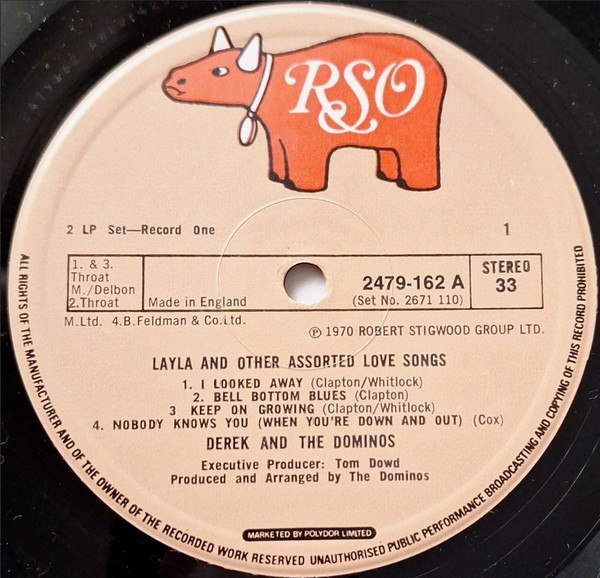 RSO
2 LP Set—Record One
1
1. & 3.
Throat
M./Delbon
2.Throat
Made in England
2479-162 A
(Set No. 2671 110)
STEREO
33
M.Ltd. 4.B.Feldman & Co.Ltd.
℗ 1970 ROBERT STIGWOOD GROUP LTD.
LAYLA AND OTHER ASSORTED LOVE SONGS
1. I LOOKED AWAY (Clapton/Whitlock)
2. BELL BOTTOM BLUES (Clapton)
3 KEEP ON GROWING (Clapton/Whitlock)
4. NOBODY KNOWS YOU (WHEN YOU'RE DOWN AND OUT) (Cox)
DEREK AND THE DOMINOS
Executive Producer: Tom Dowd
Produced and Arranged by The Dominos
MARKETED BY POLYDOR LIMITED
ALL RIGHTS OF THE MANUFACTURER AND OF THE OWNER OF THE RECORDED WORK RESERVED UNAUTHORISED PUBLIC PERFORMANCE BROADCASTING AND COPYING OF THIS RECORD PROHIBITED